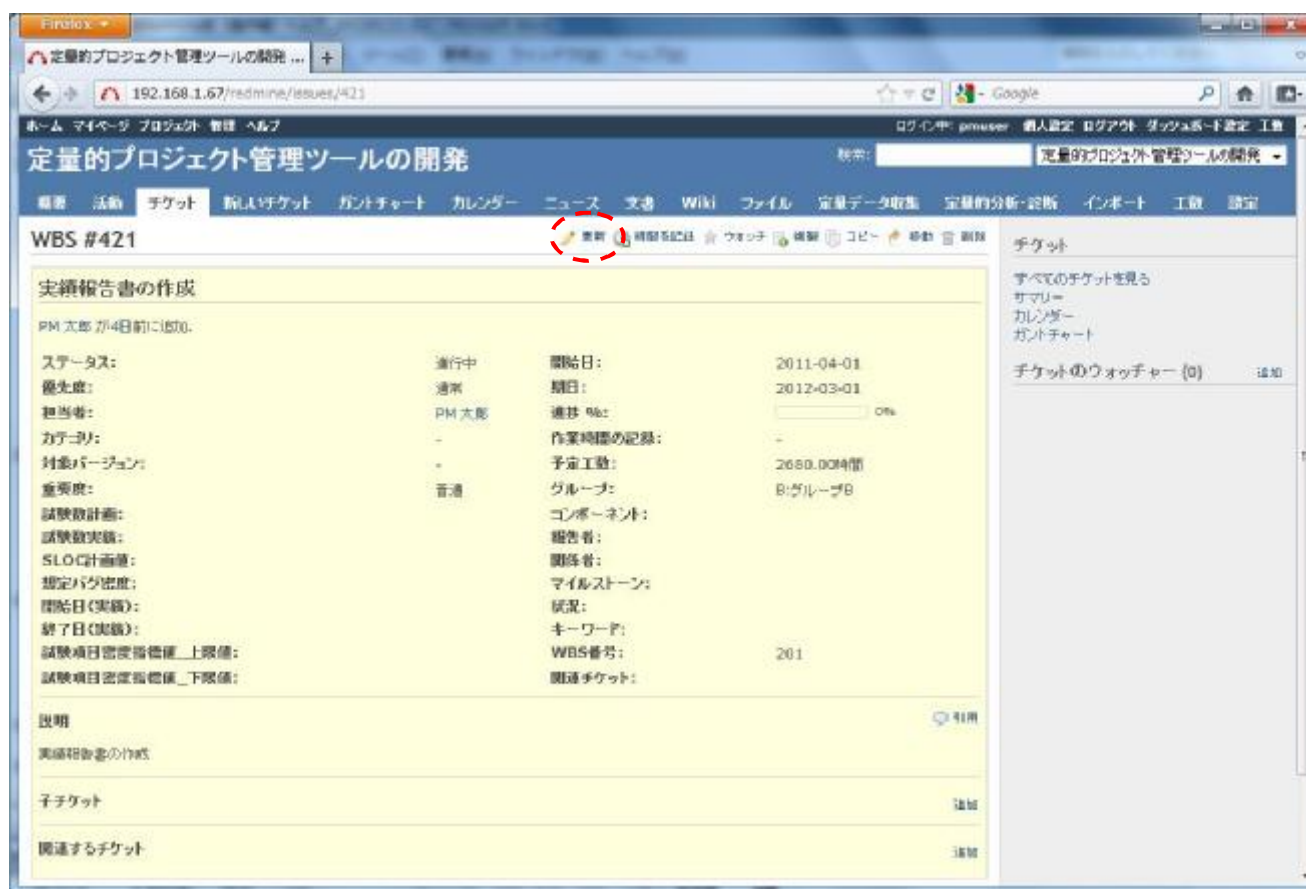 Firefox
定量的プロジェクト管理ツールの開発 ... +
192.168.1.67/redmine/issues/421
Google
ホーム マイページ プロジェクト 管理 ヘルプ
ログイン中: pmuser 個人設定 ログアウト ダッシュボード設定 工数
定量的プロジェクト管理ツールの開発
検索:
定量的プロジェクト管理ツールの開発
概要 活動 チケット 新しいチケット ガントチャート カレンダー ニュース 文書 Wiki ファイル 定量データ収集 定量的分析・診断 インポート 工数 設定
WBS #421
更新 時間を記録 ウォッチ 複製 コピー 移動 削除
実績報告書の作成
PM 太郎 が4日前に追加.
ステータス: 進行中 開始日: 2011-04-01
優先度: 通常 期日: 2012-03-01
担当者: PM 太郎 進捗 %: 0%
カテゴリ: - 作業時間の記録: -
対象バージョン: - 予定工数: 2680.00時間
重要度: 普通 グループ: B:グループB
試験数計画: コンポーネント:
試験数実績: 報告者:
SLOC計画値: 関係者:
想定バグ密度: マイルストーン:
開始日(実績): 状況:
終了日(実績): キーワード:
試験項目密度指標値_上限値: WBS番号: 201
試験項目密度指標値_下限値: 関連チケット:
説明
引用
実績報告書の作成
子チケット 追加
関連するチケット 追加
チケット
すべてのチケットを見る
サマリー
カレンダー
ガントチャート
チケットのウォッチャー (0) 追加